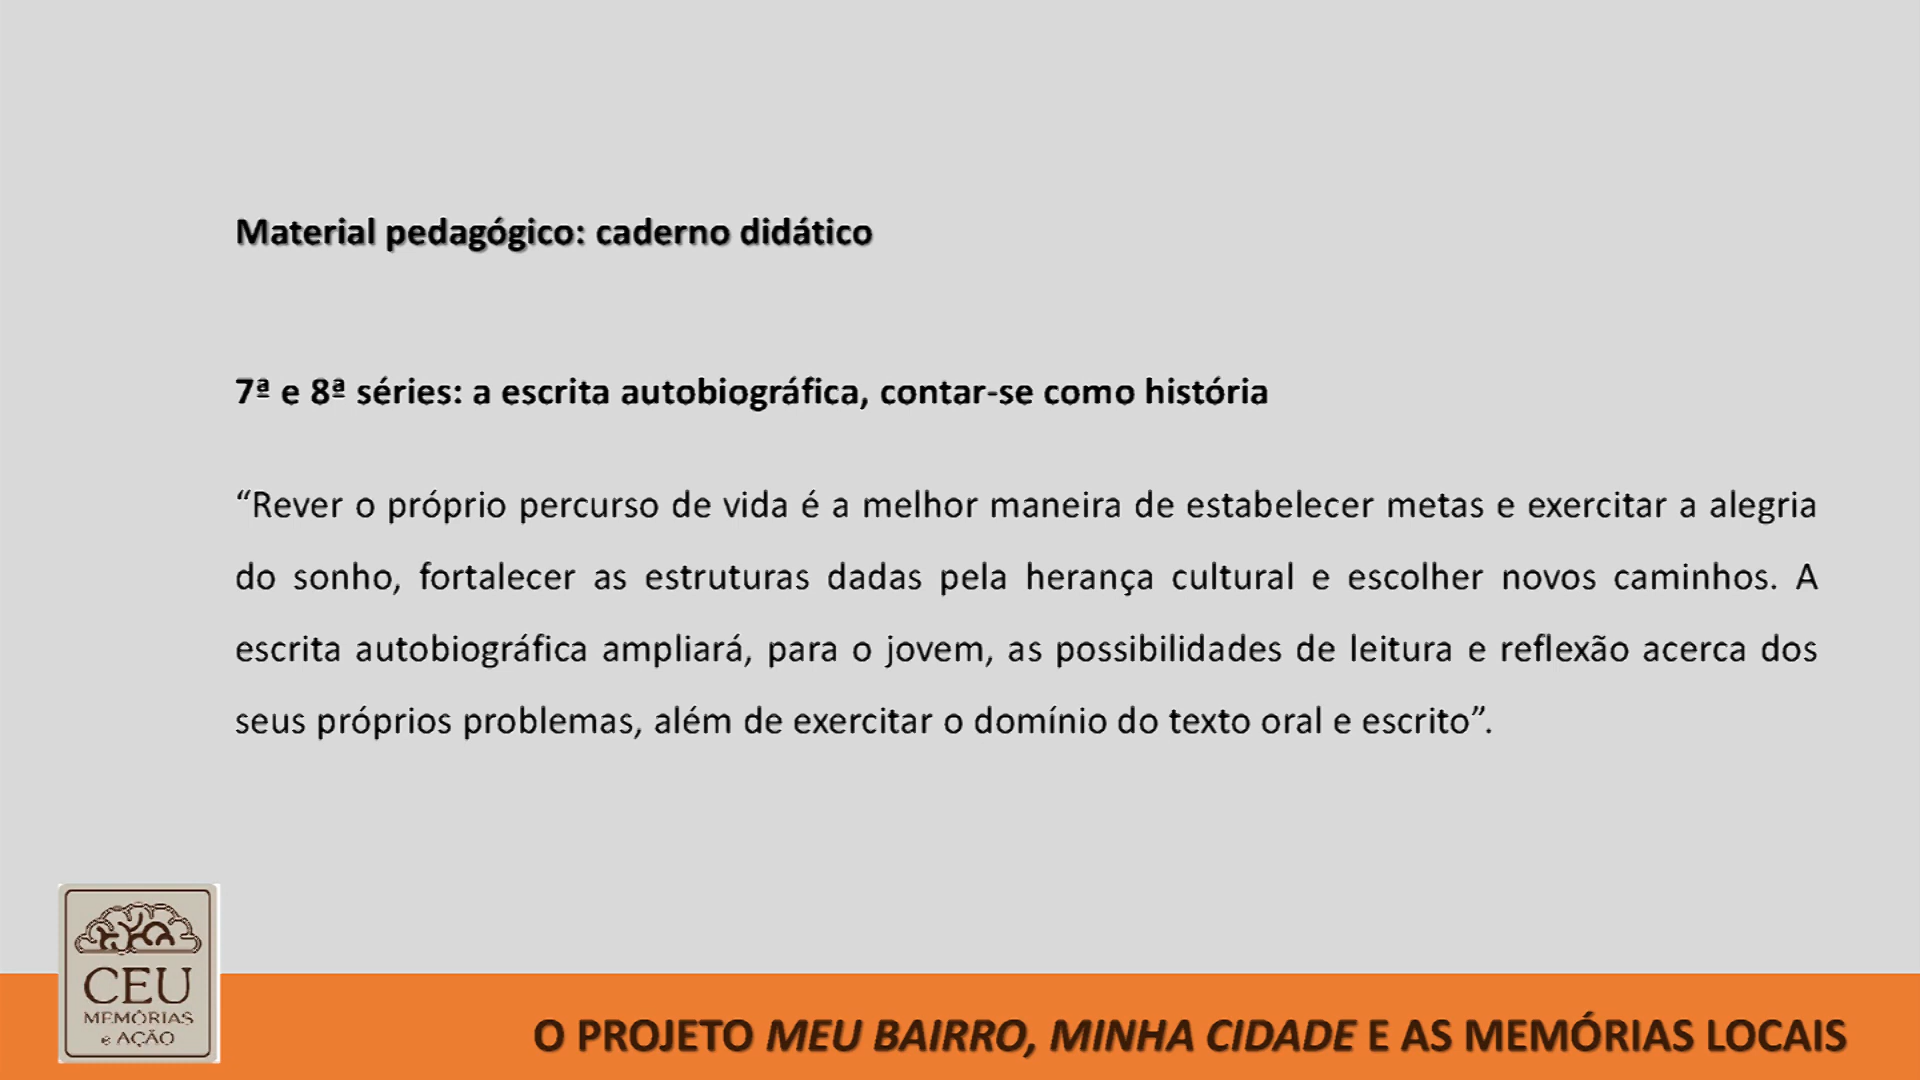 Material pedagógico: caderno didático
7ª e 8ª séries: a escrita autobiográfica, contar-se como história
“Rever o próprio percurso de vida é a melhor maneira de estabelecer metas e exercitar a alegria
do sonho, fortalecer as estruturas dadas pela herança cultural e escolher novos caminhos. A
escrita autobiográfica ampliará, para o jovem, as possibilidades de leitura e reflexão acerca dos
seus próprios problemas, além de exercitar o domínio do texto oral e escrito”.
CEU
MEMÓRIAS
e AÇÃO
O PROJETO MEU BAIRRO, MINHA CIDADE E AS MEMÓRIAS LOCAIS